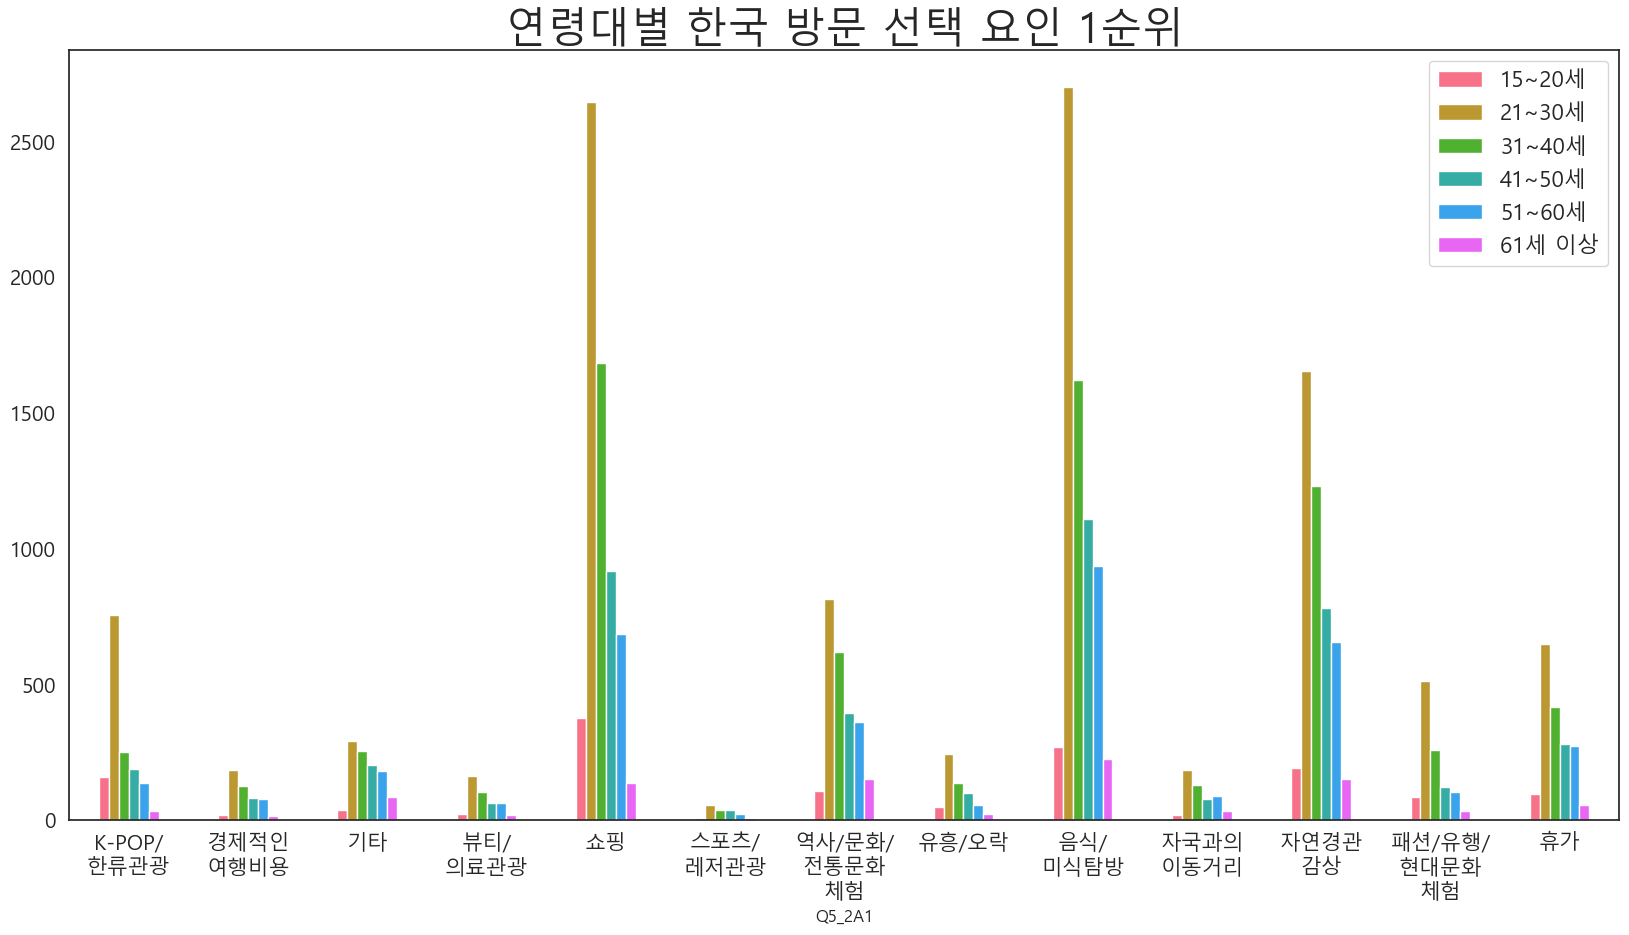 연령대별 한국 방문 선택 요인 1순위
15~20세
21~30세
31~40세
41~50세
51~60세
61세 이상
2500
2000
1500
1000
500
0
K-POP/
한류관광
경제적인
여행비용
기타
뷰티/
의료관광
쇼핑
스포츠/
레저관광
역사/문화/
전통문화
체험
유흥/오락
음식/
미식탐방
자국과의
이동거리
자연경관
감상
패션/유행/
현대문화
체험
휴가
Q5_2A1